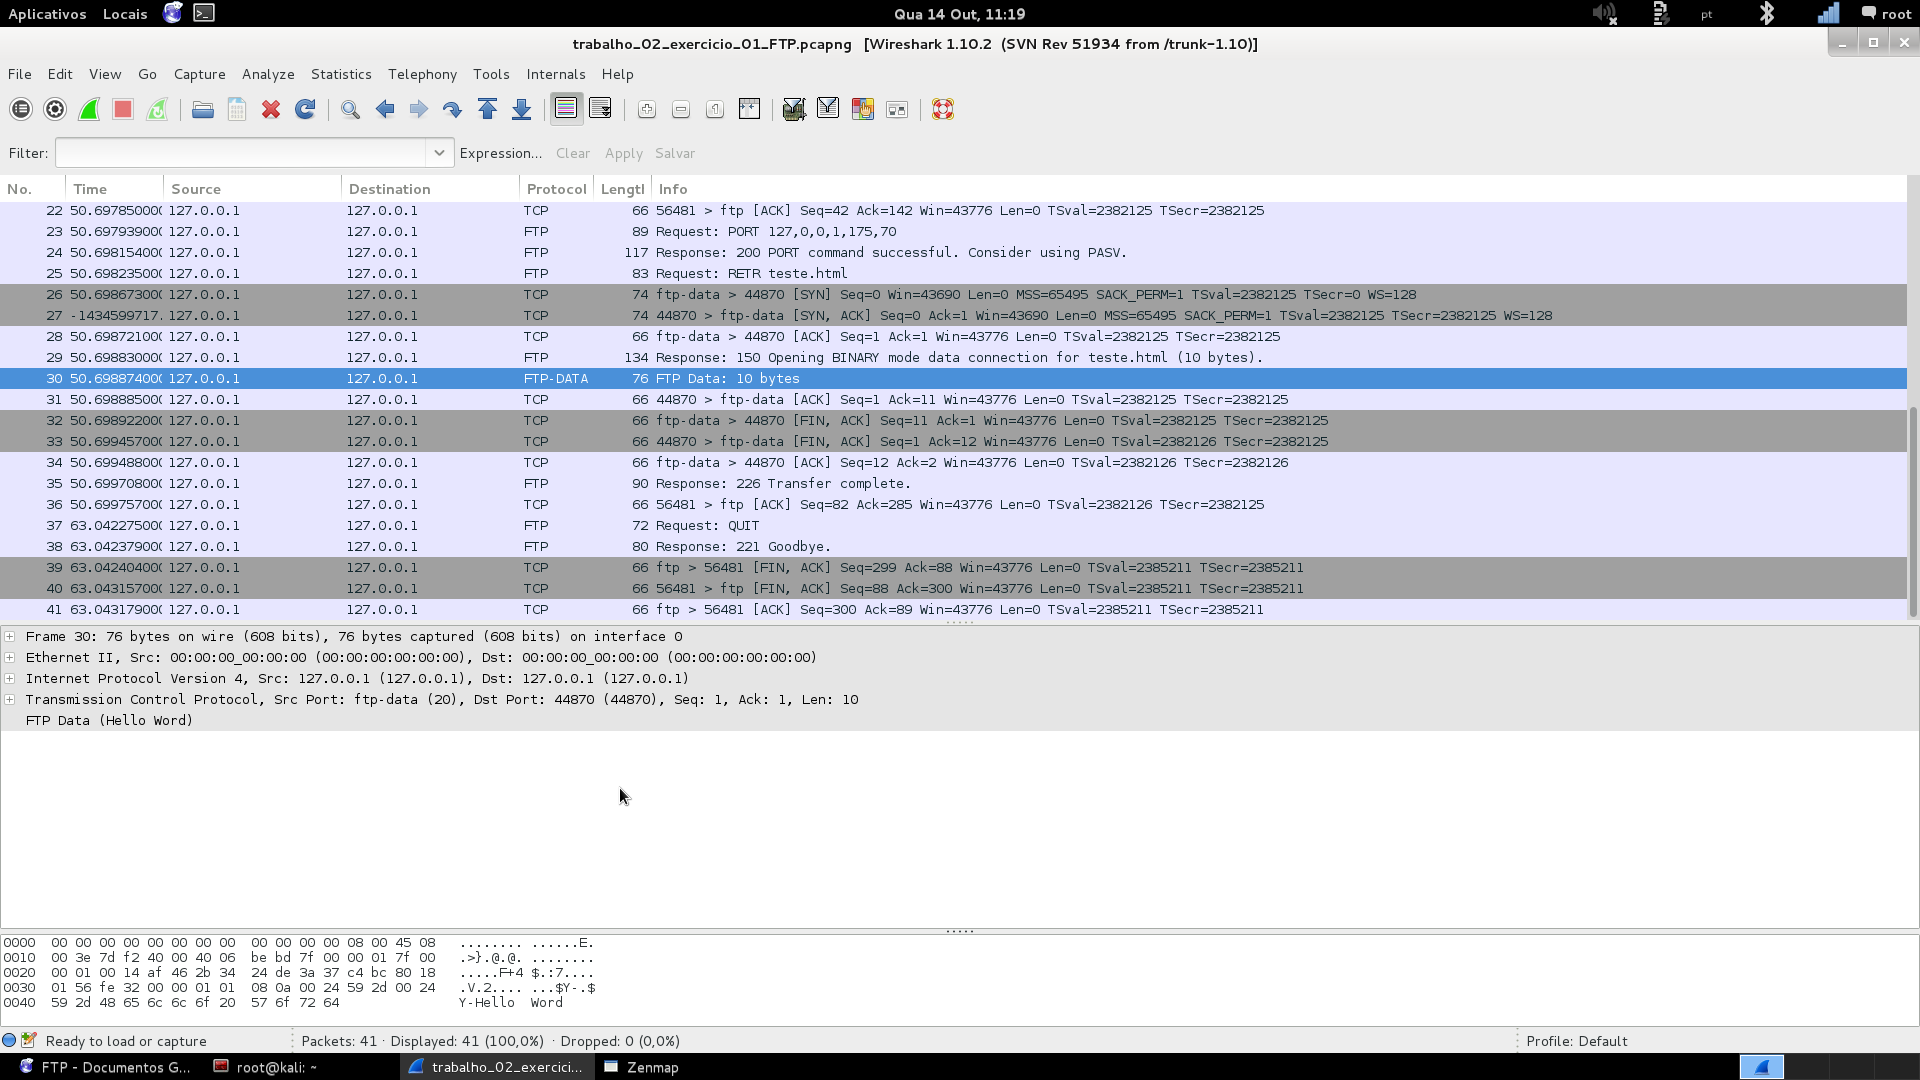 Aplicativos Locais Qua 14 Out, 11:19 pt root
trabalho_02_exercicio_01_FTP.pcapng [Wireshark 1.10.2 (SVN Rev 51934 from /trunk-1.10)]
File Edit View Go Capture Analyze Statistics Telephony Tools Internals Help
Filter: Expression... Clear Apply Salvar
No. Time Source Destination Protocol Lengtl Info
22 50.69785000( 127.0.0.1 127.0.0.1 TCP 66 56481 > ftp [ACK] Seq=42 Ack=142 Win=43776 Len=0 TSval=2382125 TSecr=2382125
23 50.69793900( 127.0.0.1 127.0.0.1 FTP 89 Request: PORT 127,0,0,1,175,70
24 50.69815400( 127.0.0.1 127.0.0.1 FTP 117 Response: 200 PORT command successful. Consider using PASV.
25 50.69823500( 127.0.0.1 127.0.0.1 FTP 83 Request: RETR teste.html
26 50.69867300( 127.0.0.1 127.0.0.1 TCP 74 ftp-data > 44870 [SYN] Seq=0 Win=43690 Len=0 MSS=65495 SACK_PERM=1 TSval=2382125 TSecr=0 WS=128
27 -1434599717. 127.0.0.1 127.0.0.1 TCP 74 44870 > ftp-data [SYN, ACK] Seq=0 Ack=1 Win=43690 Len=0 MSS=65495 SACK_PERM=1 TSval=2382125 TSecr=2382125 WS=128
28 50.69872100( 127.0.0.1 127.0.0.1 TCP 66 ftp-data > 44870 [ACK] Seq=1 Ack=1 Win=43776 Len=0 TSval=2382125 TSecr=2382125
29 50.69883000( 127.0.0.1 127.0.0.1 FTP 134 Response: 150 Opening BINARY mode data connection for teste.html (10 bytes).
30 50.69887400( 127.0.0.1 127.0.0.1 FTP-DATA 76 FTP Data: 10 bytes
31 50.69888500( 127.0.0.1 127.0.0.1 TCP 66 44870 > ftp-data [ACK] Seq=1 Ack=11 Win=43776 Len=0 TSval=2382125 TSecr=2382125
32 50.69892200( 127.0.0.1 127.0.0.1 TCP 66 ftp-data > 44870 [FIN, ACK] Seq=11 Ack=1 Win=43776 Len=0 TSval=2382125 TSecr=2382125
33 50.69945700( 127.0.0.1 127.0.0.1 TCP 66 44870 > ftp-data [FIN, ACK] Seq=1 Ack=12 Win=43776 Len=0 TSval=2382126 TSecr=2382125
34 50.69948800( 127.0.0.1 127.0.0.1 TCP 66 ftp-data > 44870 [ACK] Seq=12 Ack=2 Win=43776 Len=0 TSval=2382126 TSecr=2382126
35 50.69970800( 127.0.0.1 127.0.0.1 FTP 90 Response: 226 Transfer complete.
36 50.69975700( 127.0.0.1 127.0.0.1 TCP 66 56481 > ftp [ACK] Seq=82 Ack=285 Win=43776 Len=0 TSval=2382126 TSecr=2382125
37 63.04227500( 127.0.0.1 127.0.0.1 FTP 72 Request: QUIT
38 63.04237900( 127.0.0.1 127.0.0.1 FTP 80 Response: 221 Goodbye.
39 63.04240400( 127.0.0.1 127.0.0.1 TCP 66 ftp > 56481 [FIN, ACK] Seq=299 Ack=88 Win=43776 Len=0 TSval=2385211 TSecr=2385211
40 63.04315700( 127.0.0.1 127.0.0.1 TCP 66 56481 > ftp [FIN, ACK] Seq=88 Ack=300 Win=43776 Len=0 TSval=2385211 TSecr=2385211
41 63.04317900( 127.0.0.1 127.0.0.1 TCP 66 ftp > 56481 [ACK] Seq=300 Ack=89 Win=43776 Len=0 TSval=2385211 TSecr=2385211
Frame 30: 76 bytes on wire (608 bits), 76 bytes captured (608 bits) on interface 0
Ethernet II, Src: 00:00:00_00:00:00 (00:00:00:00:00:00), Dst: 00:00:00_00:00:00 (00:00:00:00:00:00)
Internet Protocol Version 4, Src: 127.0.0.1 (127.0.0.1), Dst: 127.0.0.1 (127.0.0.1)
Transmission Control Protocol, Src Port: ftp-data (20), Dst Port: 44870 (44870), Seq: 1, Ack: 1, Len: 10
FTP Data (Hello Word)
0000 00 00 00 00 00 00 00 00 00 00 00 00 08 00 45 08 ........ ......E.
0010 00 3e 7d f2 40 00 40 06 be bd 7f 00 00 01 7f 00 .>}.@.@. ........
0020 00 01 00 14 af 46 2b 34 24 de 3a 37 c4 bc 80 18 .....F+4 $.:7....
0030 01 56 fe 32 00 00 01 01 08 0a 00 24 59 2d 00 24 .V.2.... ...$Y-.$
0040 59 2d 48 65 6c 6c 6f 20 57 6f 72 64 Y-Hello Word
Ready to load or capture Packets: 41 · Displayed: 41 (100,0%) · Dropped: 0 (0,0%) Profile: Default
FTP - Documentos G... root@kali: ~ trabalho_02_exercici... Zenmap